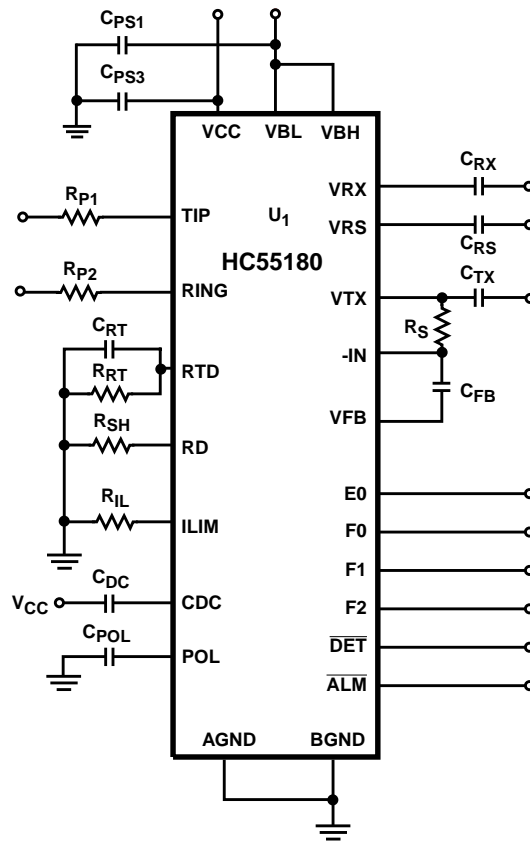 CPS1
CPS3
VCC VBL VBH
CRX
VRX
RP1
TIP
U1
VRS
CRS
HC55180
RP2
RING
CTX
VTX
RS
CRT
RTD
RRT
-IN
CFB
RSH
RD
VFB
RIL
ILIM
E0
F0
F1
CDC
VCC
CDC
F2
CPOL
POL
DET
ALM
AGND BGND